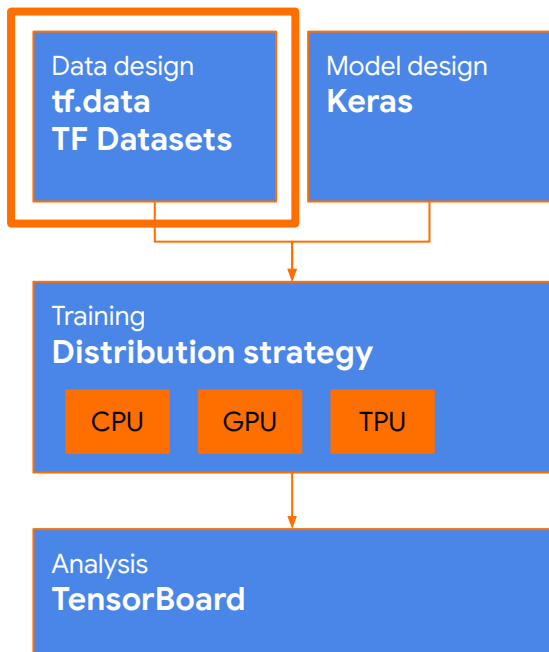 Data design
tf.data
TF Datasets
Model design
Keras
Training
Distribution strategy
CPU
GPU
TPU
Analysis
TensorBoard